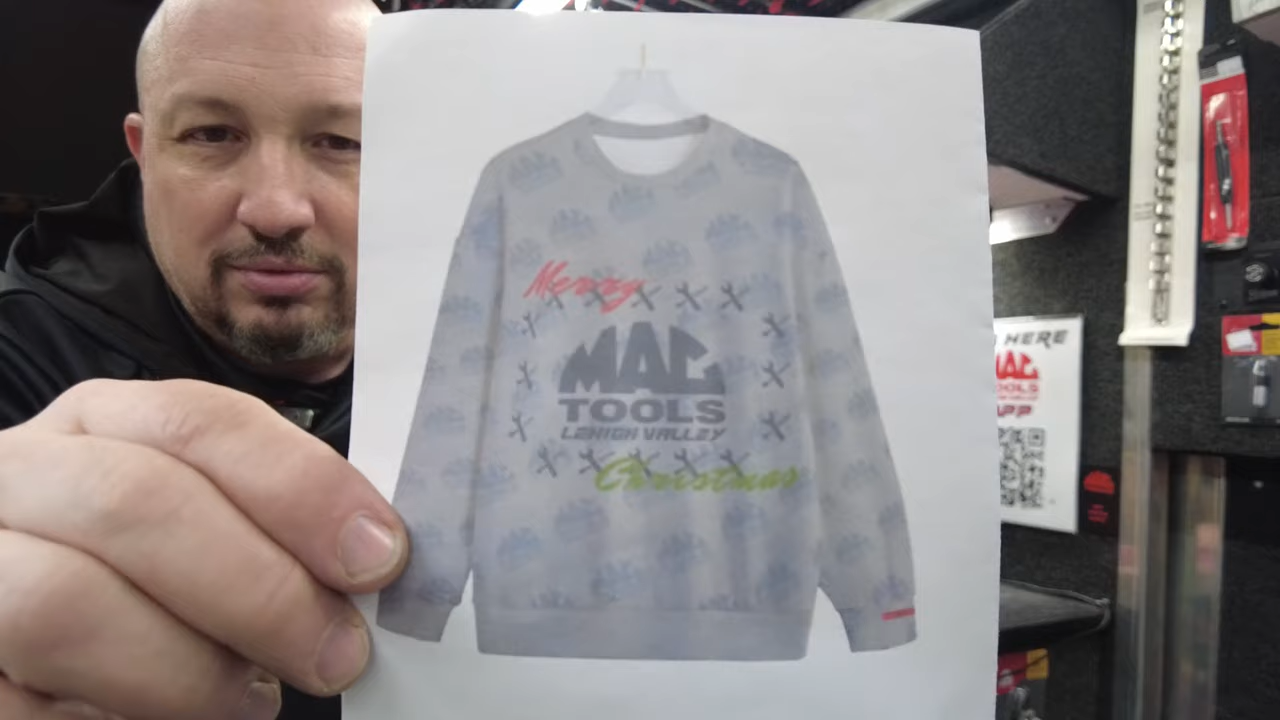 Merry
MAC
TOOLS
LEHIGH VALLEY
Christmas
HERE
MAC
TOOLS
APP